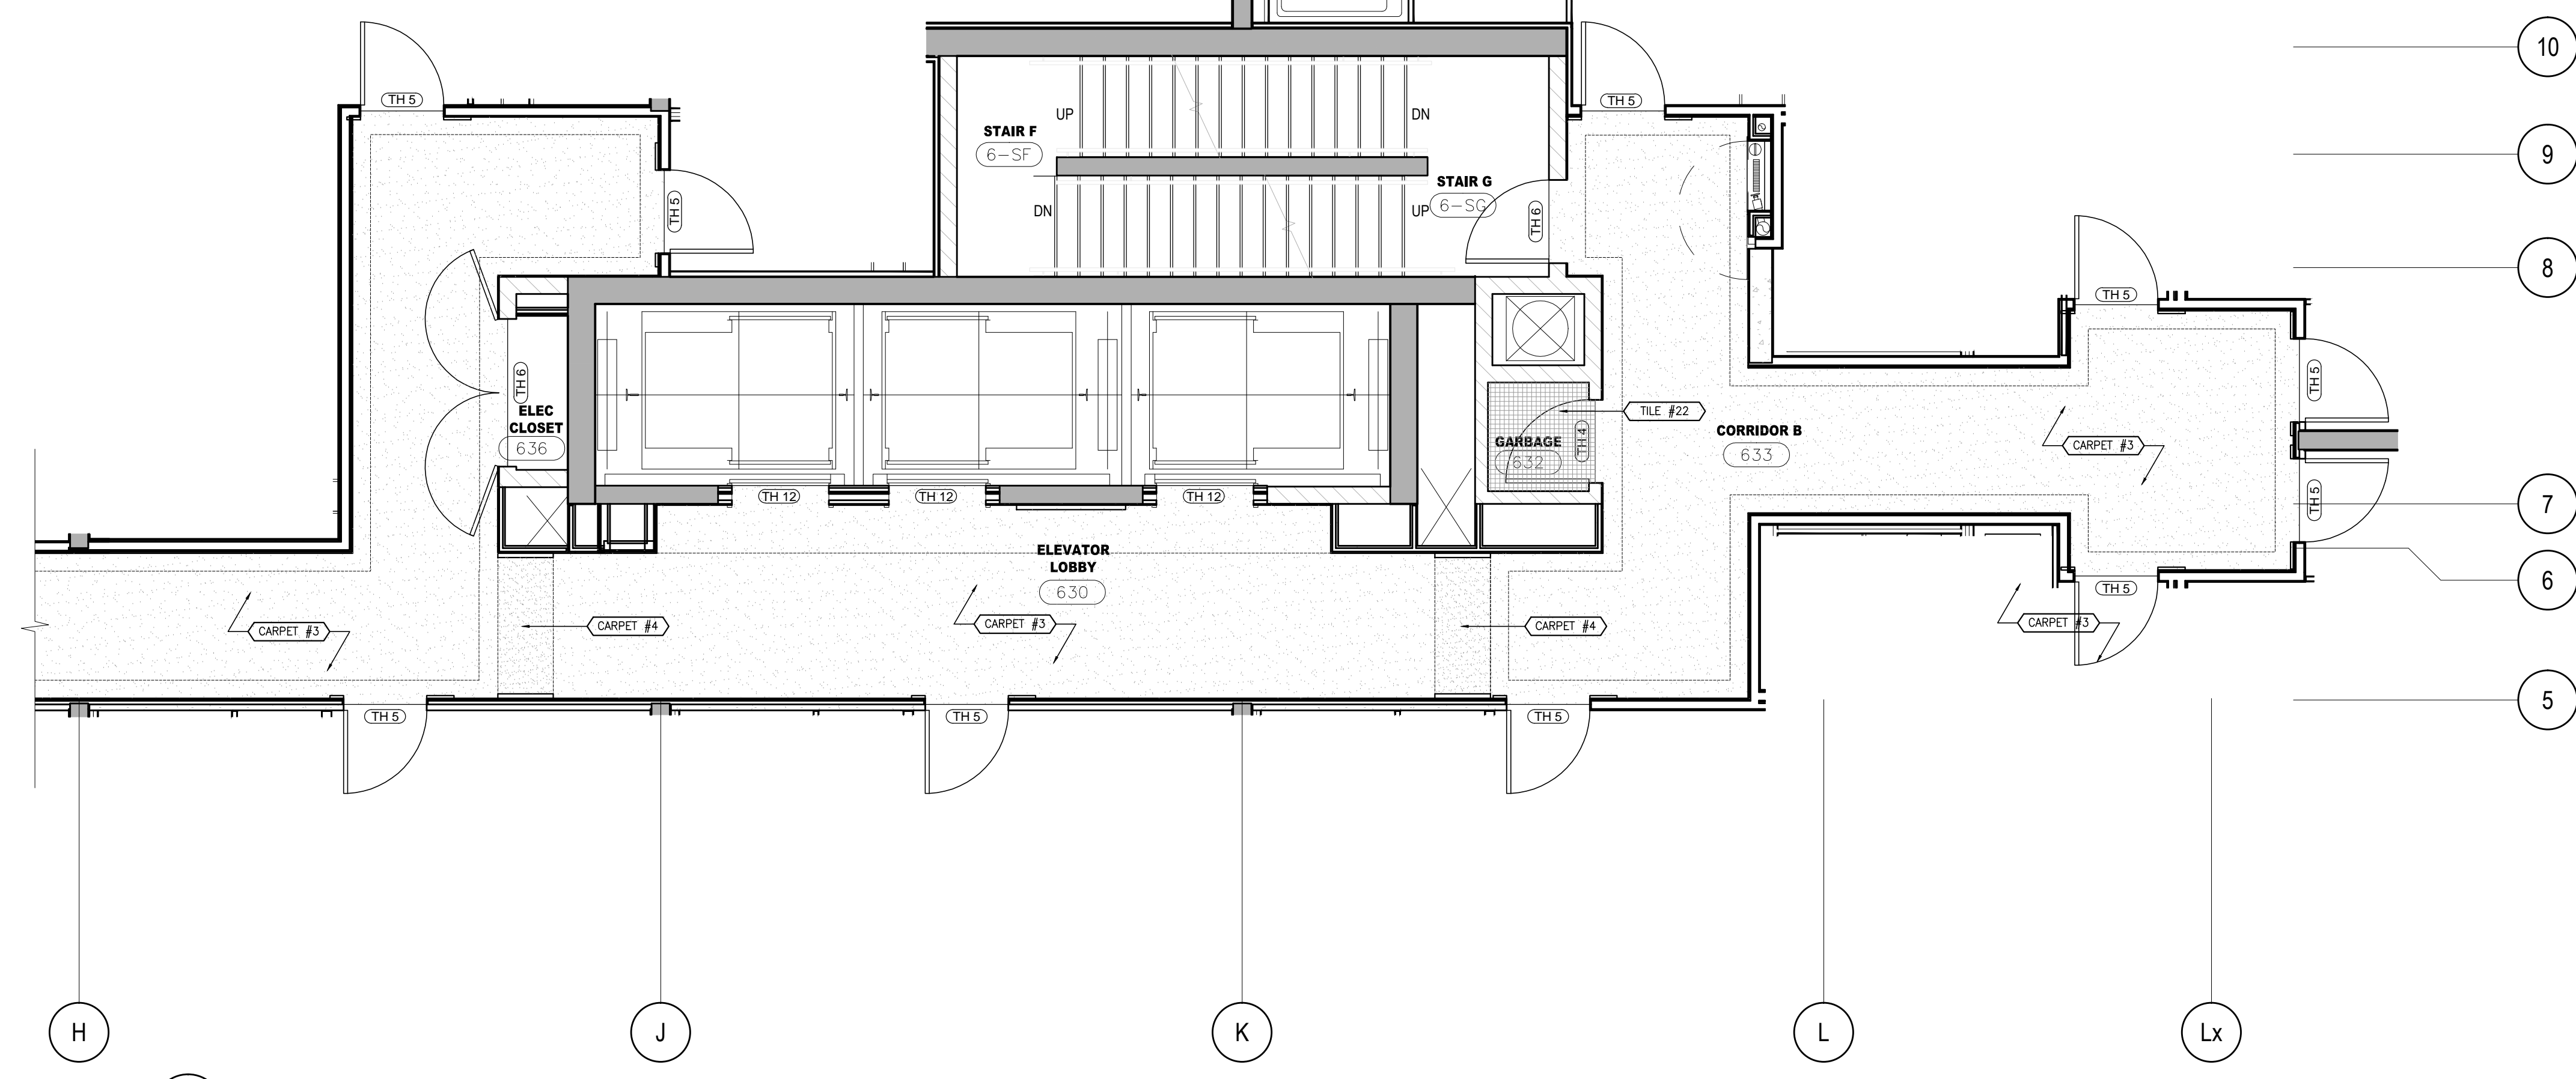 10
TH 5
TH 5
UP
DN
STAIR F
6-SF
9
STAIR G
6-SG
DN
UP
TH 5
TH 6
8
TH 5
TH 6
TH 5
ELEC
CLOSET
636
TILE #22
GARBAGE
632
TH 4
CORRIDOR B
633
CARPET #3
TH 12
TH 12
TH 12
TH 5
7
ELEVATOR
LOBBY
630
TH 5
6
CARPET #3
CARPET #4
CARPET #3
CARPET #4
CARPET #3
TH 5
TH 5
TH 5
5
H
J
K
L
Lx